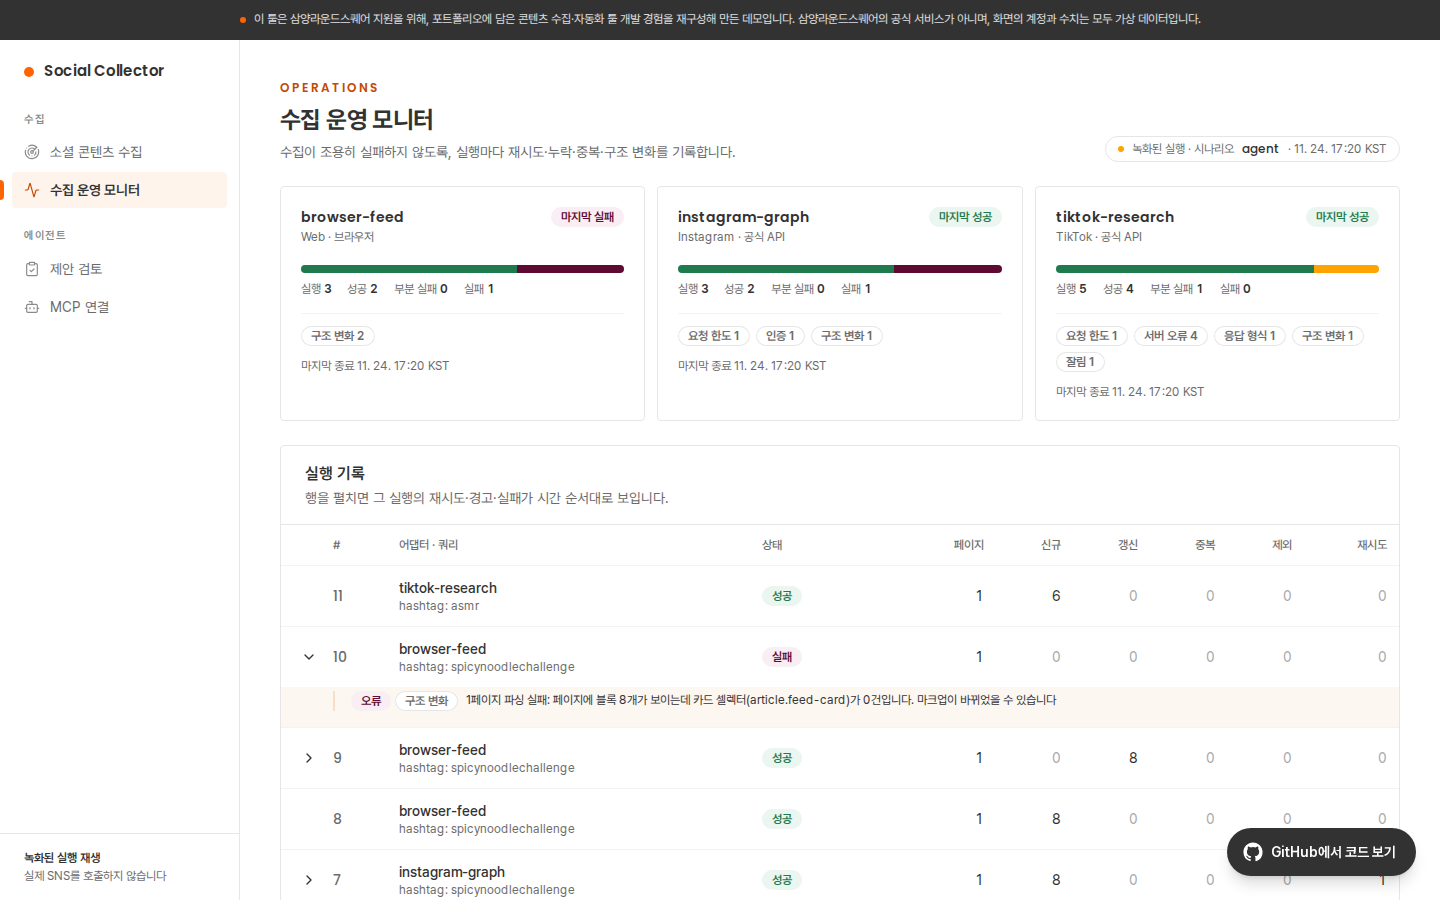 이 툴은 삼양라운드스퀘어 지원을 위해, 포트폴리오에 담은 콘텐츠 수집·자동화 툴 개발 경험을 재구성해 만든 데모입니다. 삼양라운드스퀘어의 공식 서비스가 아니며, 화면의 계정과 수치는 모두 가상 데이터입니다.
Social Collector
수집
소셜 콘텐츠 수집
수집 운영 모니터
에이전트
제안 검토
MCP 연결
녹화된 실행 재생
실제 SNS를 호출하지 않습니다
OPERATIONS
수집 운영 모니터
수집이 조용히 실패하지 않도록, 실행마다 재시도·누락·중복·구조 변화를 기록합니다.
녹화된 실행 · 시나리오 agent · 11. 24. 17:20 KST
browser-feed 마지막 실패
Web · 브라우저
실행 3 성공 2 부분 실패 0 실패 1
구조 변화 2
마지막 종료 11. 24. 17:20 KST
instagram-graph 마지막 성공
Instagram · 공식 API
실행 3 성공 2 부분 실패 0 실패 1
요청 한도 1 인증 1 구조 변화 1
마지막 종료 11. 24. 17:20 KST
tiktok-research 마지막 성공
TikTok · 공식 API
실행 5 성공 4 부분 실패 1 실패 0
요청 한도 1 서버 오류 4 응답 형식 1 구조 변화 1
잘림 1
마지막 종료 11. 24. 17:20 KST
실행 기록
행을 펼치면 그 실행의 재시도·경고·실패가 시간 순서대로 보입니다.
# 어댑터 · 쿼리 상태 페이지 신규 갱신 중복 제외 재시도
11 tiktok-research 성공 1 6 0 0 0 0
hashtag: asmr
10 browser-feed 실패 1 0 0 0 0 0
hashtag: spicynoodlechallenge
오류 구조 변화 1페이지 파싱 실패: 페이지에 블록 8개가 보이는데 카드 셀렉터(article.feed-card)가 0건입니다. 마크업이 바뀌었을 수 있습니다
9 browser-feed 성공 1 0 8 0 0 0
hashtag: spicynoodlechallenge
8 browser-feed 성공 1 8 0 0 0 0
hashtag: spicynoodlechallenge
7 instagram-graph 성공 1 8 0 0 0 1
hashtag: spicynoodlechallenge
GitHub에서 코드 보기